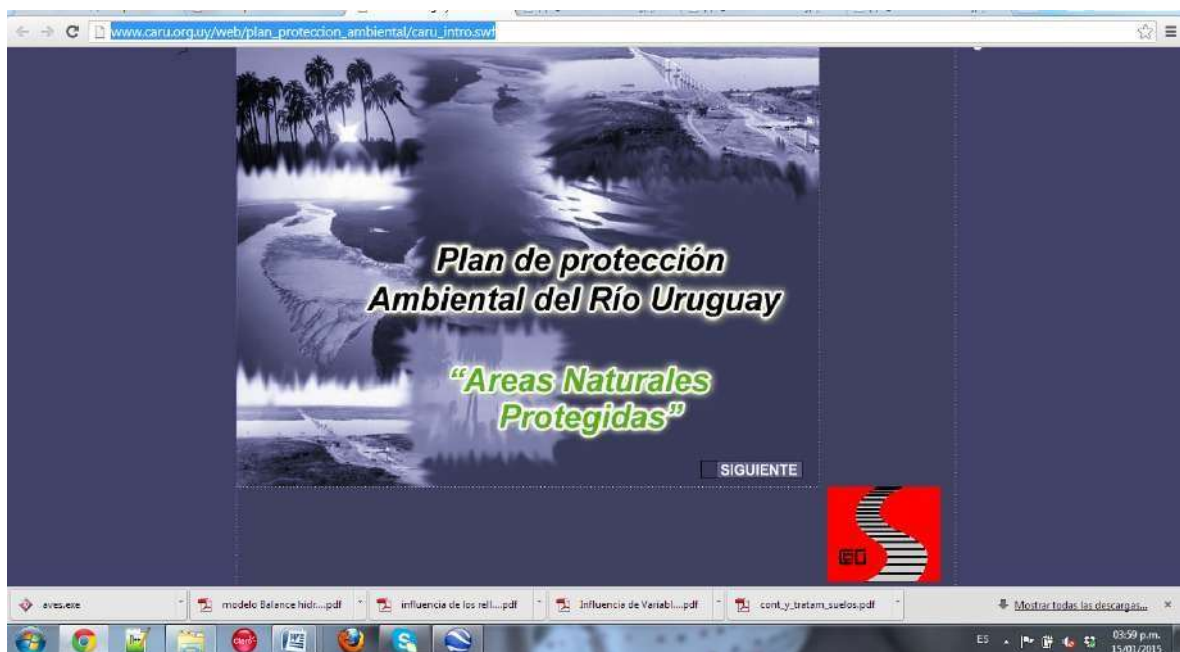 www.caru.org.uy/web/plan_proteccion_ambiental/caru_intro.swf
Plan de protección
Ambiental del Río Uruguay
“Areas Naturales
Protegidas”
SIGUIENTE
aves.exe
modelo Balance hidr....pdf
influencia de los rell....pdf
Influencia de Variabl....pdf
cont_y_tratam_suelos.pdf
Mostrar todas las descargas...
Claro
ES
03:59 p.m.
15/01/2015